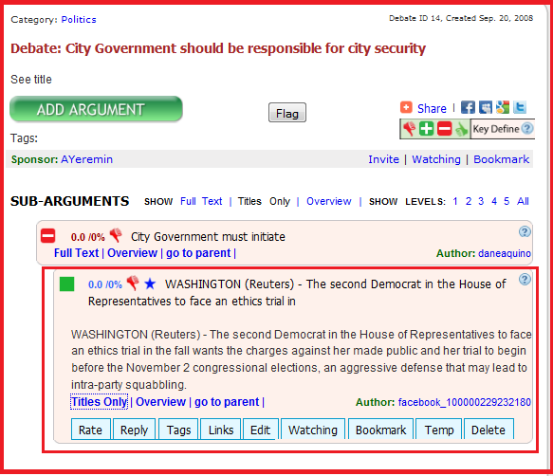 Category: Politics
Debate ID 14, Created Sep. 20, 2008
Debate: City Government should be responsible for city security
See title
ADD ARGUMENT
Flag
Share |
Key Define ?
Tags:
Sponsor: AYeremin
Invite | Watching | Bookmark
SUB-ARGUMENTS SHOW Full Text | Titles Only | Overview | SHOW LEVELS: 1 2 3 4 5 All
0.0 /0% City Government must initiate
?
Full Text | Overview | go to parent |
Author: daneaquino
0.0 /0% WASHINGTON (Reuters) - The second Democrat in the House of
?
Representatives to face an ethics trial in
WASHINGTON (Reuters) - The second Democrat in the House of Representatives to face
an ethics trial in the fall wants the charges against her made public and her trial to begin
before the November 2 congressional elections, an aggressive defense that may lead to
intra-party squabbling.
Titles Only | Overview | go to parent |
Author: facebook_100000229232180
Rate Reply Tags Links Edit Watching Bookmark Temp Delete